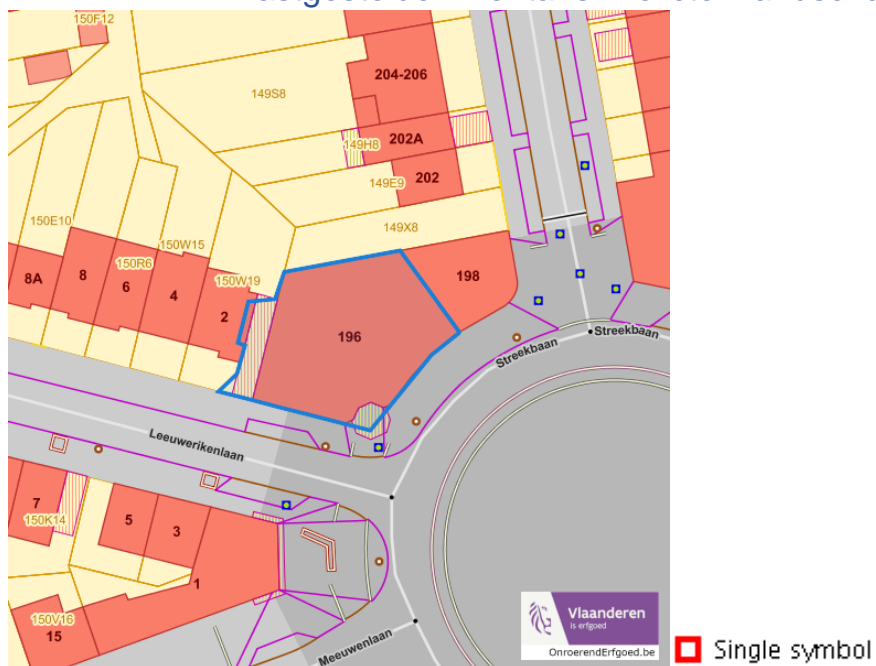 150F12
149S8
204-206
149H8
202A
202
149E9
149X8
150E10
150W15
150R6
150W19
8A
8
6
4
2
198
196
Streekbaan
Streekbaan
Leeuwerikenlaan
7
150K14
5
3
1
150V16
15
Meeuwenlaan
Vlaanderen
is erfgoed
OnroerendErfgoed.be
Single symbol